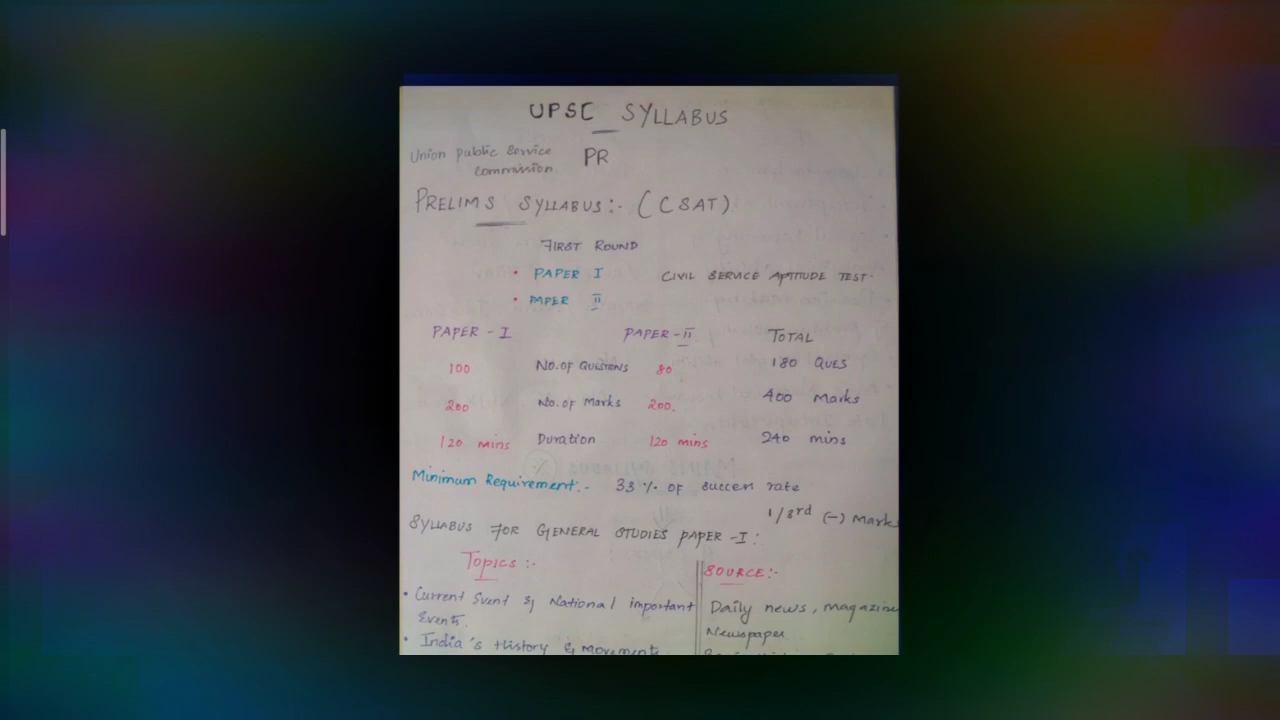 UPSC SYLLABUS
Union public Service PR
Commission
PRELIMS SYLLABUS:- (CSAT)
FIRST ROUND
• PAPER I CIVIL SERVICE APTITUDE TEST.
• PAPER II
PAPER - I PAPER - II TOTAL
100 No. of Questions 80 180 QUES
200 No. of Marks 200. 400 Marks
120 mins Duration 120 mins 240 mins
Minimum Requirement:- 33 % of success rate
1/3rd (-) Marks
SYLLABUS FOR GENERAL STUDIES PAPER -I:
Topics :- SOURCE:-
• Current Event & National important Daily news, magazine
Events. Newspaper
• India's History & movements